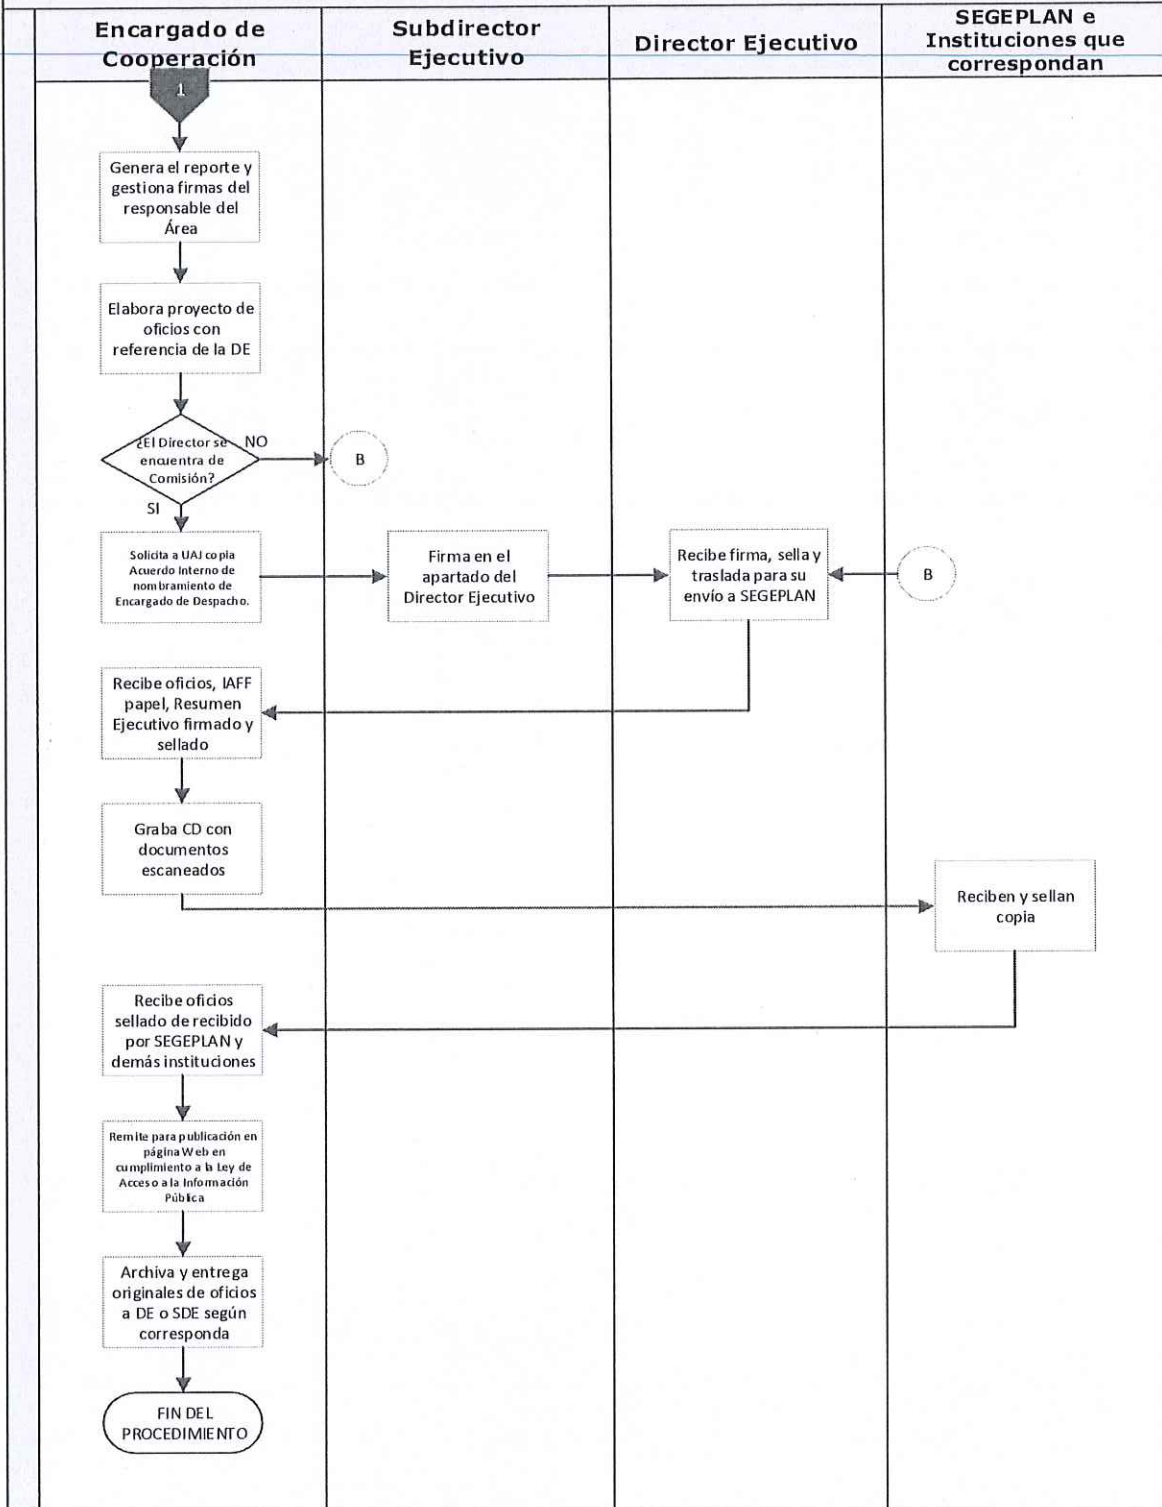 Encargado de
Cooperación
Subdirector
Ejecutivo
Director Ejecutivo
SEGEPLAN e
Instituciones que
correspondan
1
Genera el reporte y
gestiona firmas del
responsable del
Área
Elabora proyecto de
oficios con
referencia de la DE
¿El Director se
encuentra de
Comisión?
NO
B
SI
Solicita a UAJ copia
Acuerdo Interno de
nombramiento de
Encargado de Despacho.
Firma en el
apartado del
Director Ejecutivo
Recibe firma, sella y
traslada para su
envío a SEGEPLAN
B
Recibe oficios, IAFF
papel, Resumen
Ejecutivo firmado y
sellado
Graba CD con
documentos
escaneados
Reciben y sellan
copia
Recibe oficios
sellado de recibido
por SEGEPLAN y
demás instituciones
Remite para publicación en
página Web en
cumplimiento a la Ley de
Acceso a la Información
Pública
Archiva y entrega
originales de oficios
a DE o SDE según
corresponda
FIN DEL
PROCEDIMIENTO